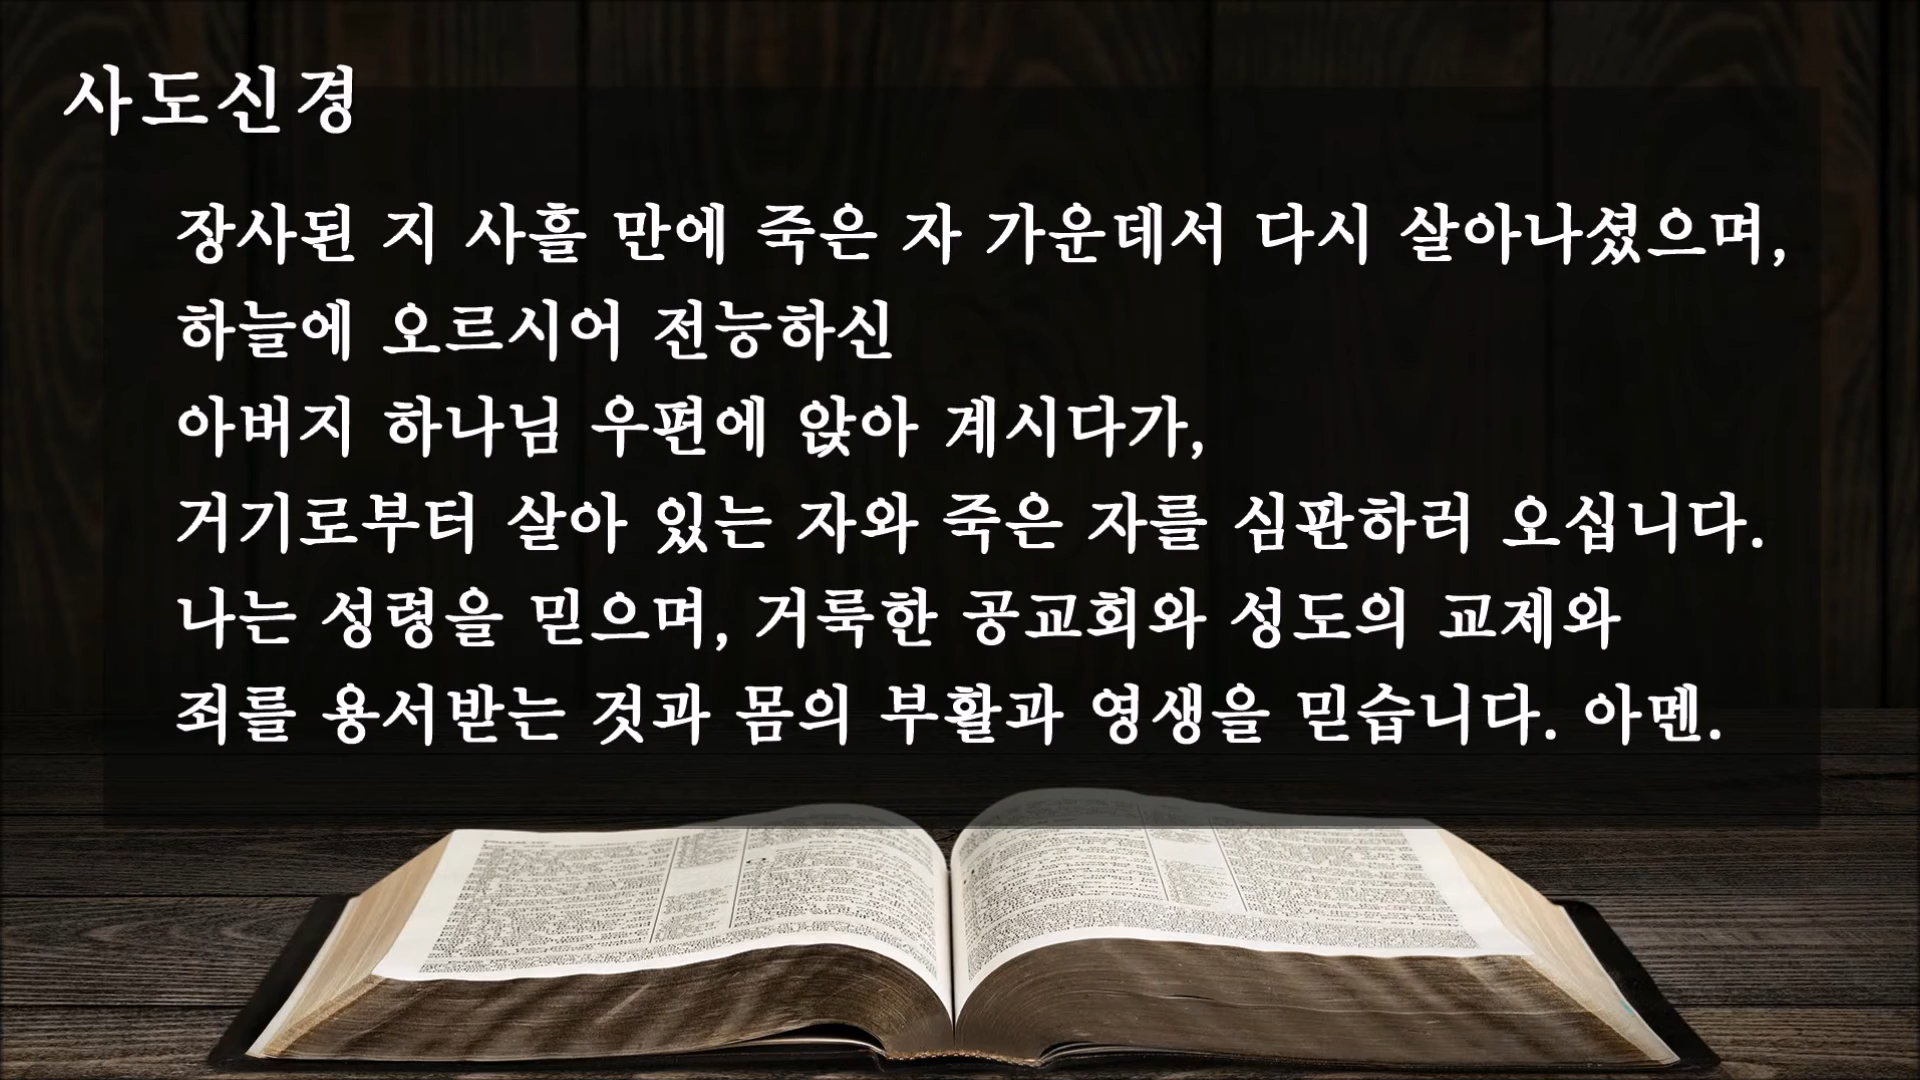 사도신경
장사된 지 사흘 만에 죽은 자 가운데서 다시 살아나셨으며,
하늘에 오르시어 전능하신
아버지 하나님 우편에 앉아 계시다가,
거기로부터 살아 있는 자와 죽은 자를 심판하러 오십니다.
나는 성령을 믿으며, 거룩한 공교회와 성도의 교제와
죄를 용서받는 것과 몸의 부활과 영생을 믿습니다. 아멘.